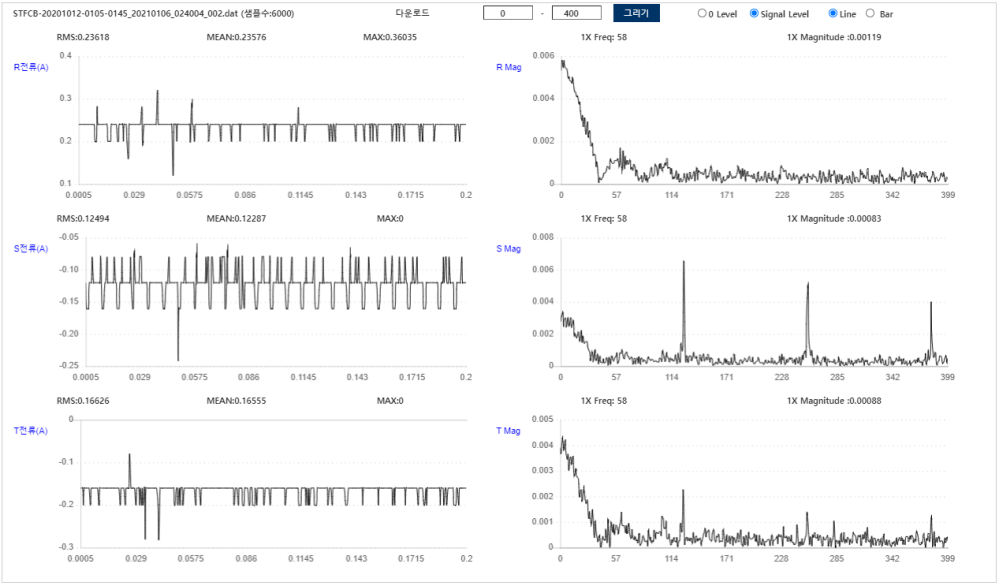 STFCB-20201012-0105-0145_20210106_024004_002.dat (샘플수:6000) 다운로드 0 - 400 그리기 0 Level Signal Level Line Bar
RMS:0.23618 MEAN:0.23576 MAX:0.36035
R전류(A)
0.4
0.3
0.2
0.1
0.0005 0.029 0.0575 0.086 0.1145 0.143 0.1715 0.2
1X Freq: 58 1X Magnitude :0.00119
R Mag
0.006
0.004
0.002
0
0 57 114 171 228 285 342 399
RMS:0.12494 MEAN:0.12287 MAX:0
S전류(A)
-0.05
-0.10
-0.15
-0.20
-0.25
0.0005 0.029 0.0575 0.086 0.1145 0.143 0.1715 0.2
1X Freq: 58 1X Magnitude :0.00083
S Mag
0.008
0.006
0.004
0.002
0
0 57 114 171 228 285 342 399
RMS:0.16626 MEAN:0.16555 MAX:0
T전류(A)
0
-0.1
-0.2
-0.3
0.0005 0.029 0.0575 0.086 0.1145 0.143 0.1715 0.2
1X Freq: 58 1X Magnitude :0.00088
T Mag
0.005
0.004
0.003
0.002
0.001
0
0 57 114 171 228 285 342 399